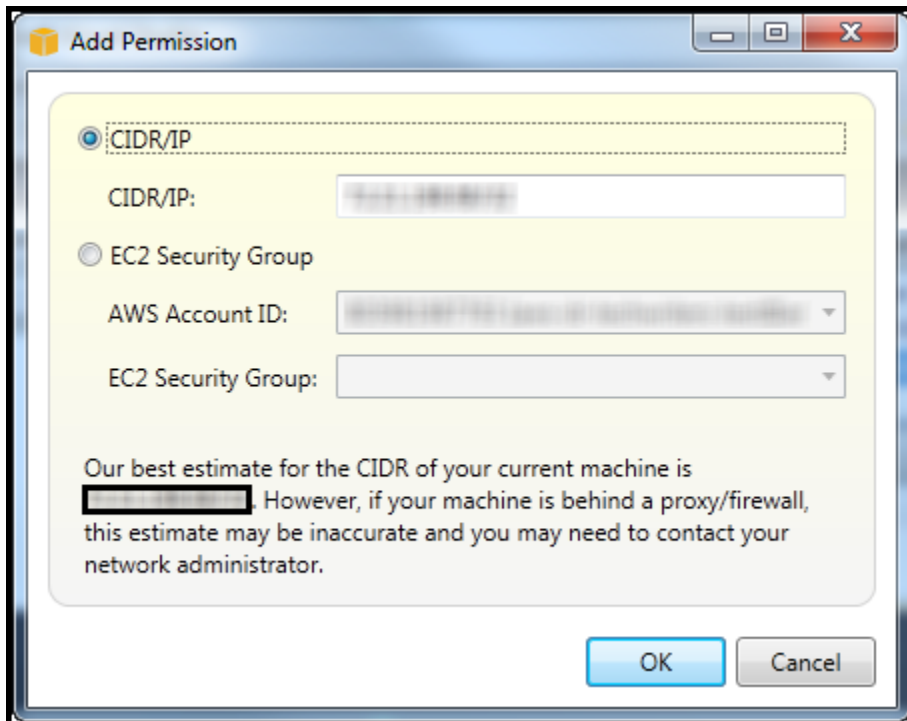 Add Permission
CIDR/IP
CIDR/IP:
EC2 Security Group
AWS Account ID:
EC2 Security Group:
Our best estimate for the CIDR of your current machine is
. However, if your machine is behind a proxy/firewall,
this estimate may be inaccurate and you may need to contact your
network administrator.
OK Cancel